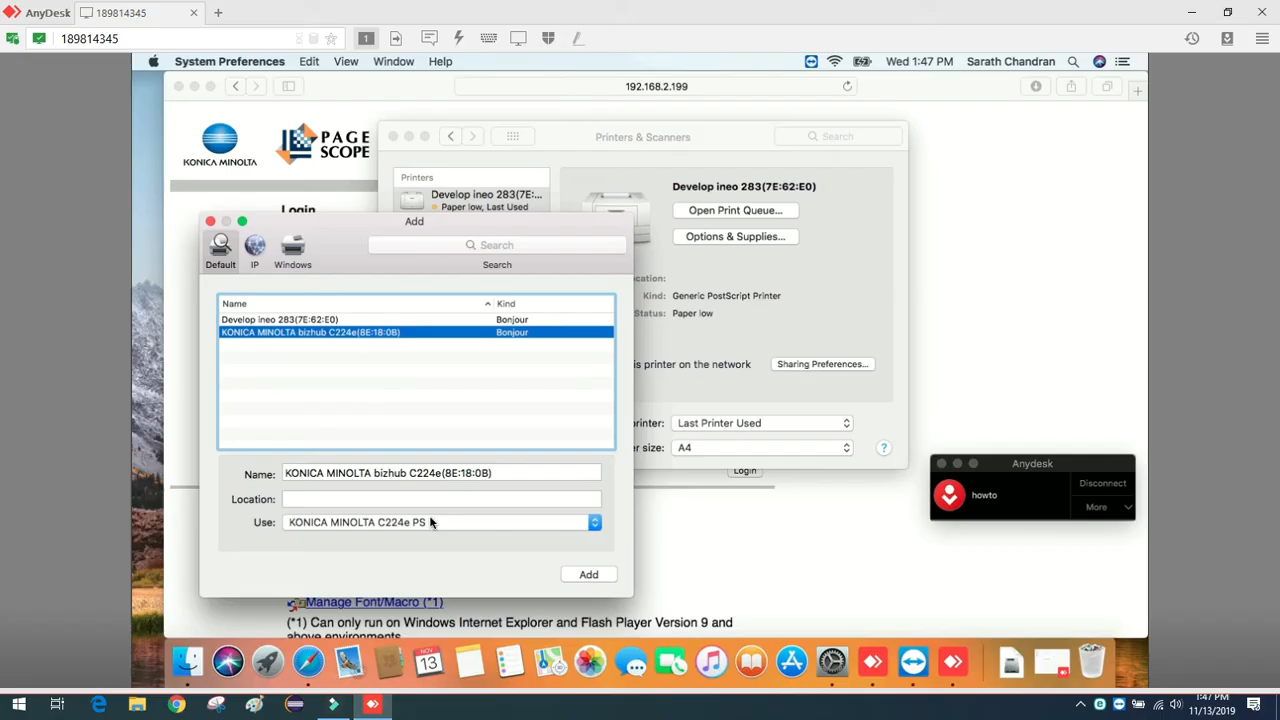 AnyDesk
189814345
189814345
1
System Preferences Edit View Window Help
Wed 1:47 PM Sarath Chandran
192.168.2.199
KONICA MINOLTA
PAGE
SCOPE
Login
Printers & Scanners
Search
Printers
Develop ineo 283(7E:...
Paper low, Last Used
Develop ineo 283(7E:62:E0)
Open Print Queue...
Options & Supplies...
ocation:
Kind: Generic PostScript Printer
Status: Paper low
is printer on the network
Sharing Preferences...
rinter: Last Printer Used
er size: A4
?
Login
Add
Default
IP
Windows
Search
Search
Name Kind
Develop ineo 283(7E:62:E0) Bonjour
KONICA MINOLTA bizhub C224e(8E:18:0B) Bonjour
Name: KONICA MINOLTA bizhub C224e(8E:18:0B)
Location:
Use: KONICA MINOLTA C224e PS
Add
Anydesk
howto
Disconnect
More
Manage Font/Macro (*1)
(*1) Can only run on Windows Internet Explorer and Flash Player Version 9 and
above environments
NOV
13
1:47 PM
11/13/2019